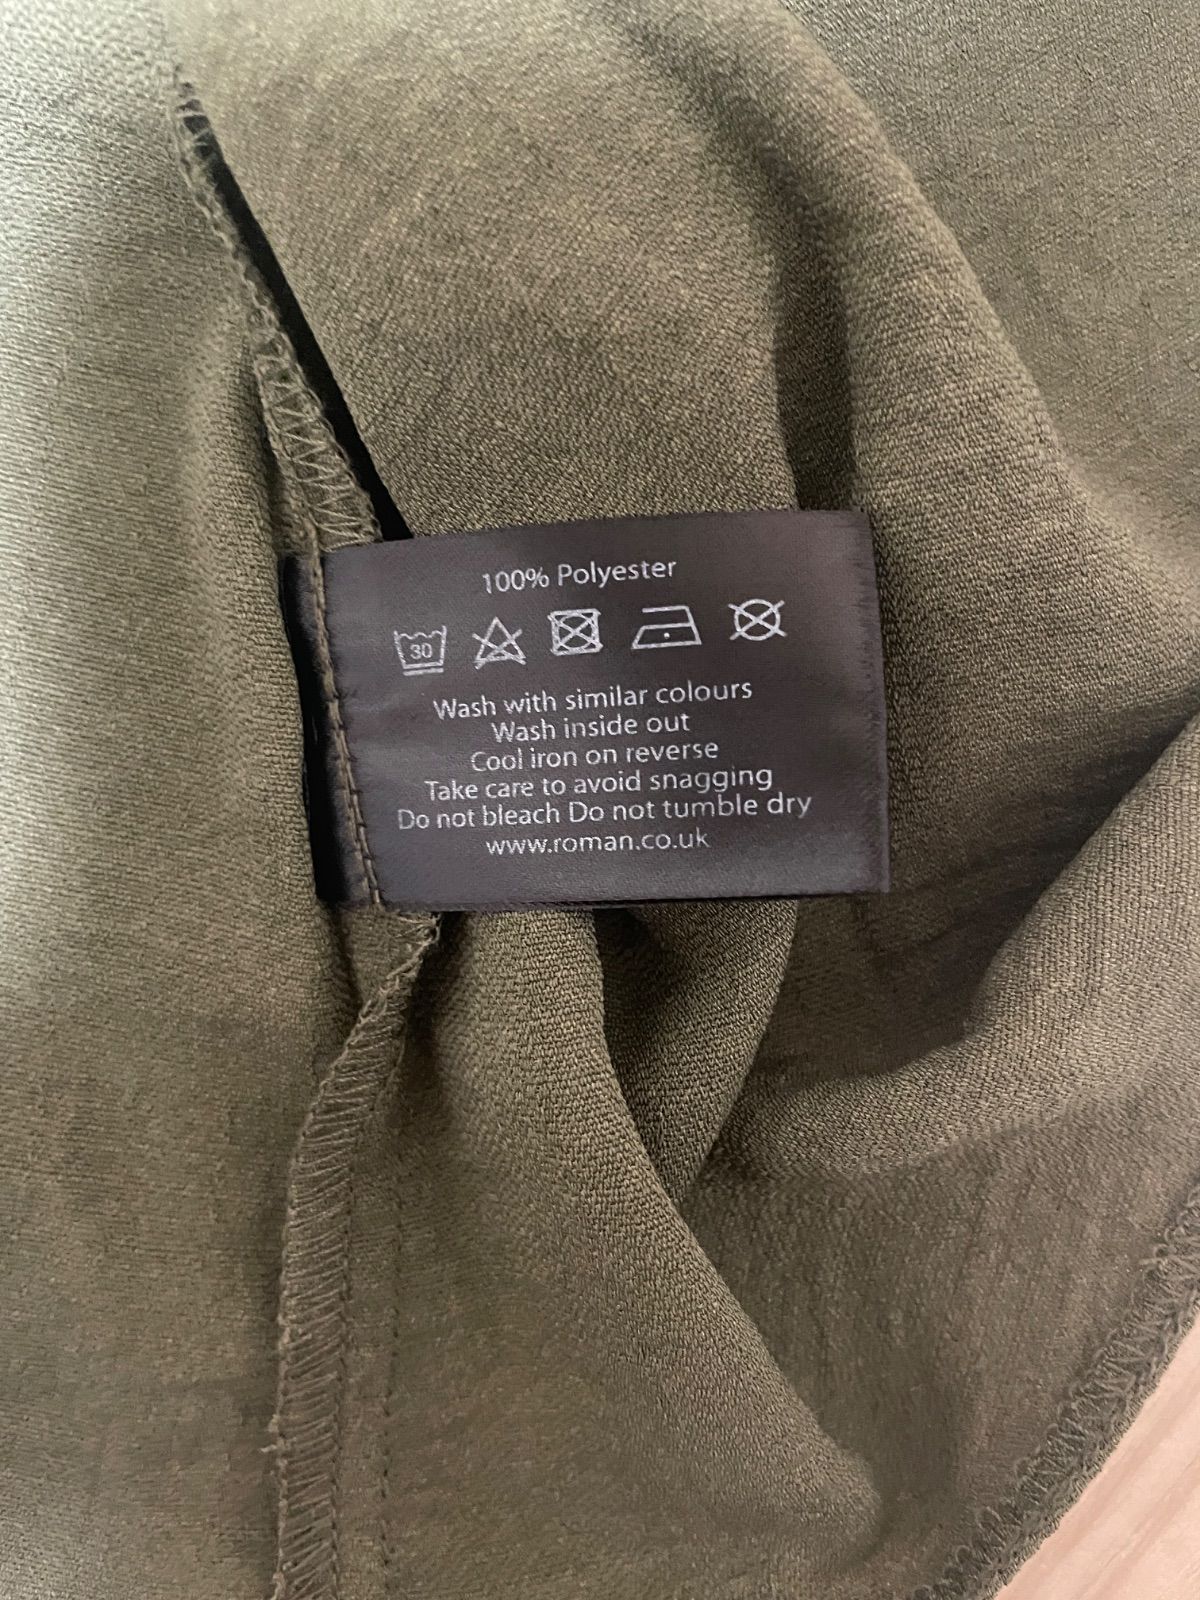 100% Polyester
30
Wash with similar colours
Wash inside out
Cool iron on reverse
Take care to avoid snagging
Do not bleach Do not tumble dry
www.roman.co.uk